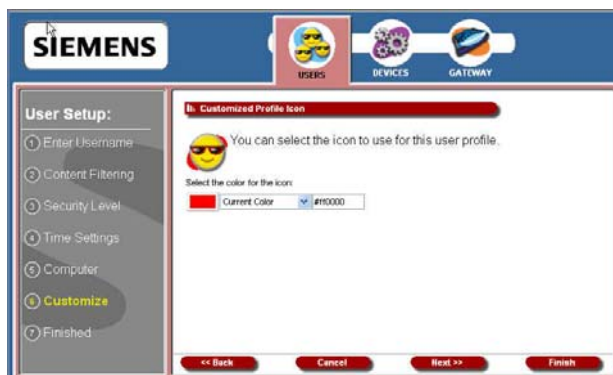 SIEMENS
USERS
DEVICES
GATEWAY
User Setup:
1 Enter Username
2 Content Filtering
3 Security Level
4 Time Settings
5 Computer
6 Customize
7 Finished
Customized Profile Icon
You can select the icon to use for this user profile.
Select the color for the icon:
Current Color
#ff0000
<< Back
Cancel
Next >>
Finish